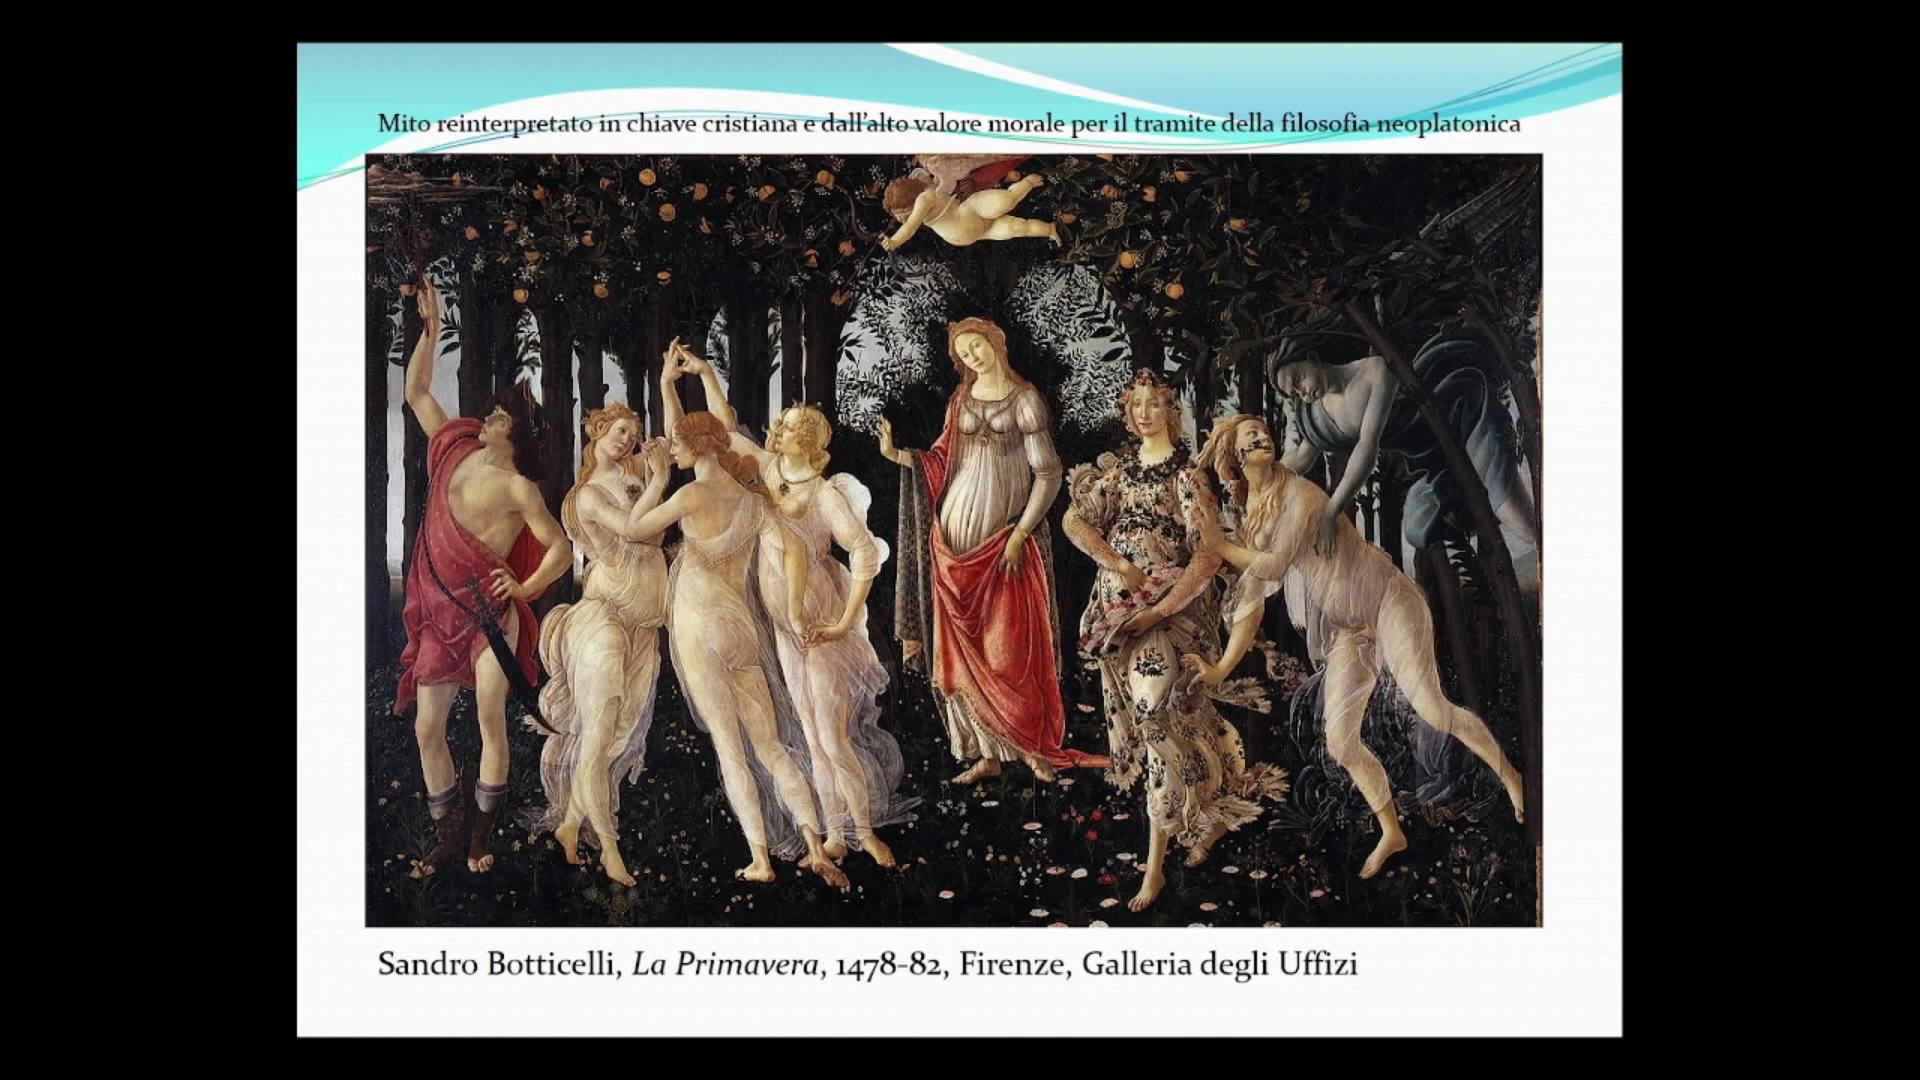 Mito reinterpretato in chiave cristiana e dall'alto valore morale per il tramite della filosofia neoplatonica
Sandro Botticelli, La Primavera, 1478-82, Firenze, Galleria degli Uffizi